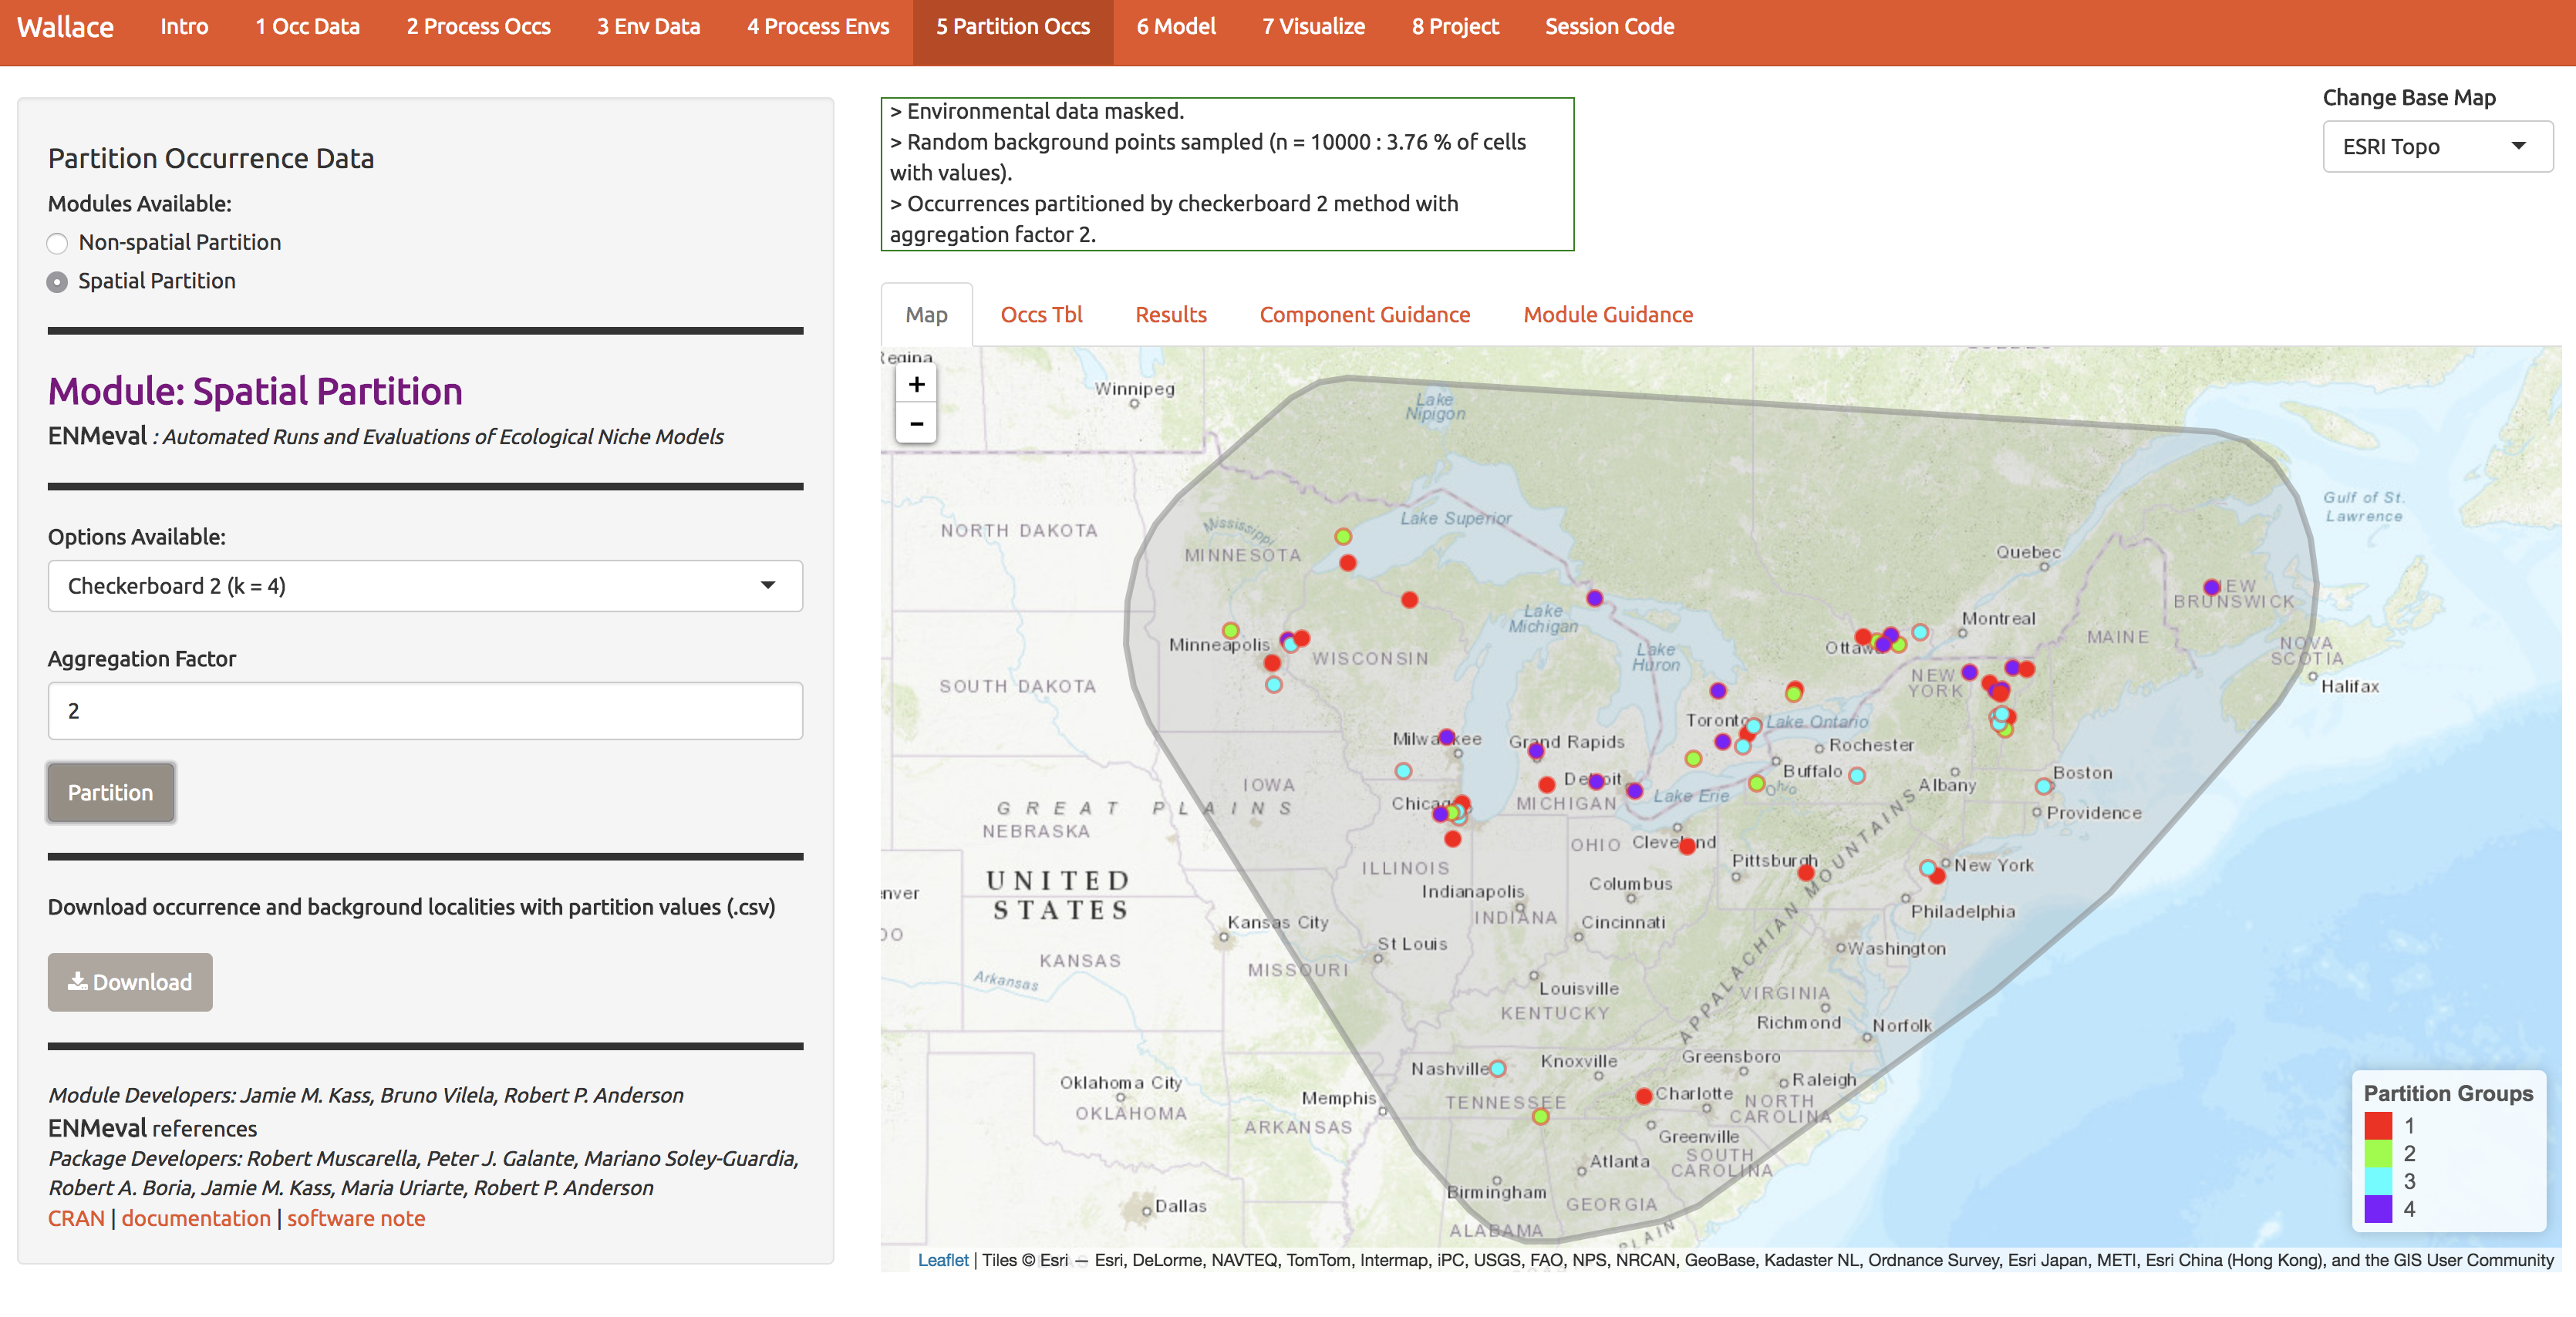 Wallace Intro 1 Occ Data 2 Process Occs 3 Env Data 4 Process Envs 5 Partition Occs 6 Model 7 Visualize 8 Project Session Code
Partition Occurrence Data
Modules Available:
Non-spatial Partition
Spatial Partition
Module: Spatial Partition
ENMeval : Automated Runs and Evaluations of Ecological Niche Models
Options Available:
Checkerboard 2 (k = 4)
Aggregation Factor
2
Partition
Download occurrence and background localities with partition values (.csv)
Download
Module Developers: Jamie M. Kass, Bruno Vilela, Robert P. Anderson
ENMeval references
Package Developers: Robert Muscarella, Peter J. Galante, Mariano Soley-Guardia,
Robert A. Boria, Jamie M. Kass, Maria Uriarte, Robert P. Anderson
CRAN | documentation | software note
> Environmental data masked.
> Random background points sampled (n = 10000 : 3.76 % of cells
with values).
> Occurrences partitioned by checkerboard 2 method with
aggregation factor 2.
Change Base Map
ESRI Topo
Map Occs Tbl Results Component Guidance Module Guidance
+
−
Regina
Winnipeg
Lake
Nipigon
Gulf of St.
Lawrence
Lake Superior
Mississippi
NORTH DAKOTA
MINNESOTA
Quebec
NEW
BRUNSWICK
Lake
Michigan
Montreal
MAINE
Minneapolis
WISCONSIN
Lake
Huron
Ottawa
NOVA
SCOTIA
SOUTH DAKOTA
NEW
YORK
Halifax
Toronto
Lake Ontario
Milwaukee
Grand Rapids
Rochester
IOWA
Detroit
Buffalo
Boston
Ohio
Albany
GREAT PLAINS
Chicago
MICHIGAN
Lake Erie
Providence
NEBRASKA
OHIO
Cleveland
ILLINOIS
Pittsburgh
New York
UNITED
STATES
Indianapolis
Columbus
INDIANA
Philadelphia
Kansas City
Cincinnati
APPALACHIAN MOUNTAINS
St Louis
Washington
KANSAS
MISSOURI
Arkansas
Louisville
VIRGINIA
KENTUCKY
Richmond
Norfolk
Nashville
Knoxville
Greensboro
Oklahoma City
Raleigh
OKLAHOMA
Memphis
TENNESSEE
Charlotte
NORTH
CAROLINA
ARKANSAS
Greenville
Atlanta
SOUTH
CAROLINA
Birmingham
GEORGIA
Dallas
ALABAMA
PLAIN
Partition Groups
1
2
3
4
Leaflet | Tiles © Esri — Esri, DeLorme, NAVTEQ, TomTom, Intermap, iPC, USGS, FAO, NPS, NRCAN, GeoBase, Kadaster NL, Ordnance Survey, Esri Japan, METI, Esri China (Hong Kong), and the GIS User Community